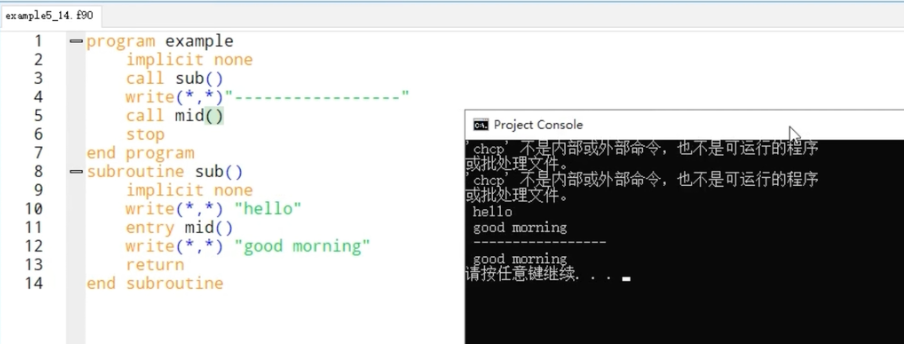 example5_14.f90
1 program example
2 implicit none
3 call sub()
4 write(*,*)"-----------------"
5 call mid()
6 stop
7 end program
8 subroutine sub()
9 implicit none
10 write(*,*) "hello"
11 entry mid()
12 write(*,*) "good morning"
13 return
14 end subroutine
Project Console
'chcp' 不是内部或外部命令，也不是可运行的程序
或批处理文件。
'chcp' 不是内部或外部命令，也不是可运行的程序
或批处理文件。
hello
good morning
-----------------
good morning
请按任意键继续. . .